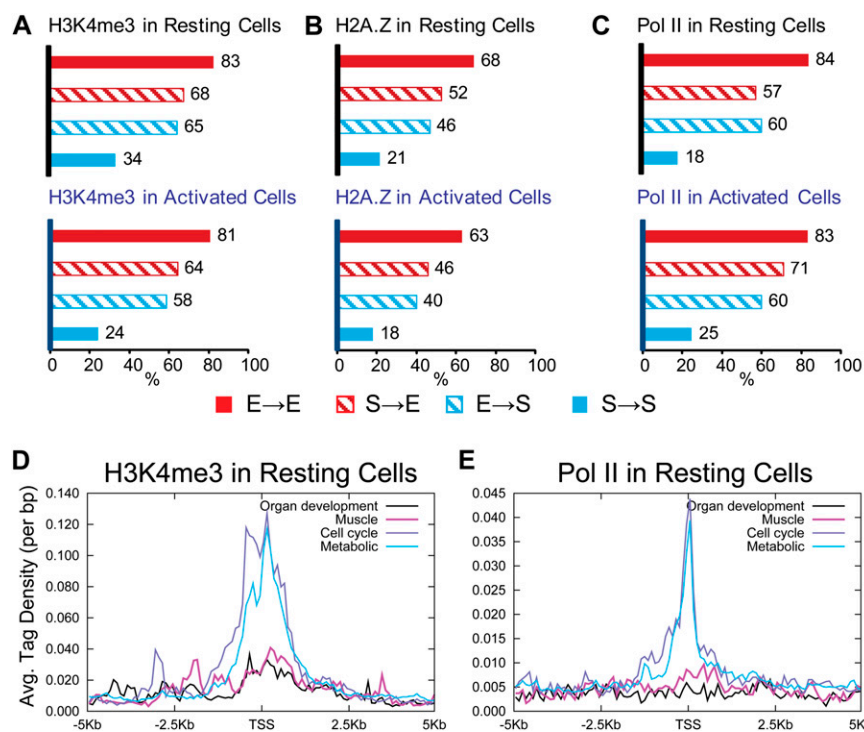 A H3K4me3 in Resting Cells
83
68
65
34
H3K4me3 in Activated Cells
81
64
58
24
0 20 40 60 80 100
%
B H2A.Z in Resting Cells
68
52
46
21
H2A.Z in Activated Cells
63
46
40
18
0 20 40 60 80 100
%
C Pol II in Resting Cells
84
57
60
18
Pol II in Activated Cells
83
71
60
25
0 20 40 60 80 100
%
E→E S→E E→S S→S
D H3K4me3 in Resting Cells
Avg. Tag Density (per bp)
0.140
0.120
0.100
0.080
0.060
0.040
0.020
0.000
Organ development
Muscle
Cell cycle
Metabolic
-5Kb -2.5Kb TSS 2.5Kb 5Kb
E Pol II in Resting Cells
0.045
0.040
0.035
0.030
0.025
0.020
0.015
0.010
0.005
0.000
Organ development
Muscle
Cell cycle
Metabolic
-5Kb -2.5Kb TSS 2.5Kb 5Kb